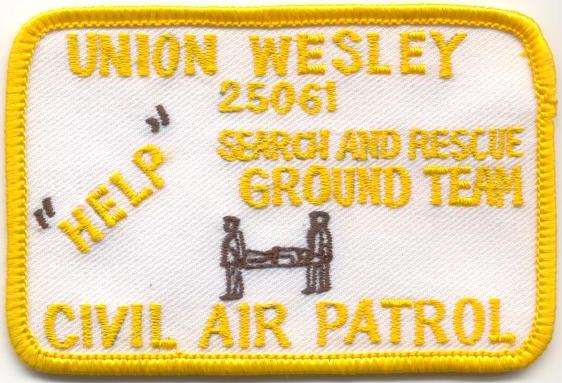 UNION WESLEY
25061
"HELP"
SEARCH AND RESCUE
GROUND TEAM
CIVIL AIR PATROL